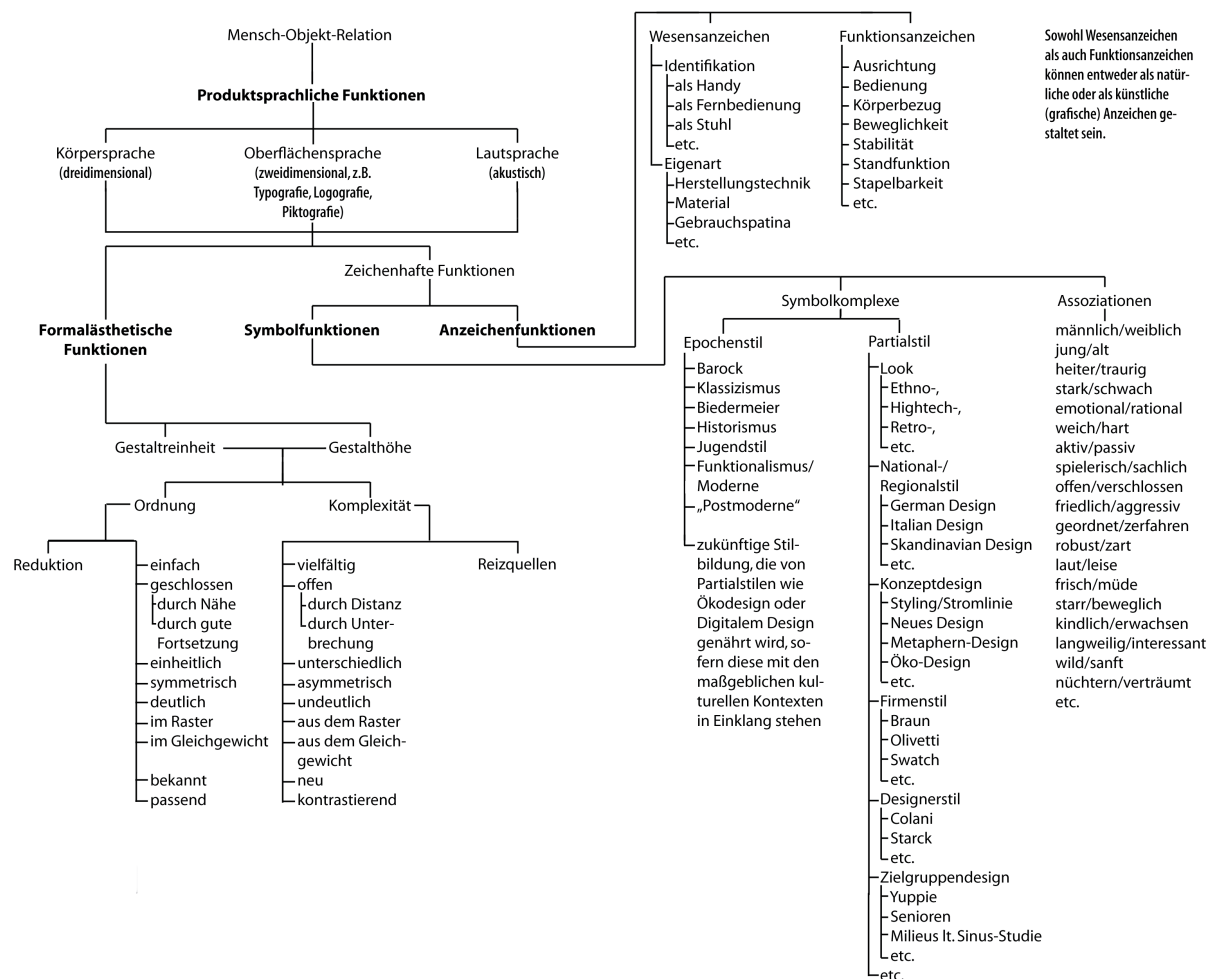 Mensch-Objekt-Relation
Produktsprachliche Funktionen
Körpersprache
(dreidimensional)
Oberflächensprache
(zweidimensional, z.B.
Typografie, Logografie,
Piktografie)
Lautsprache
(akustisch)
Zeichenhafte Funktionen
Formalästhetische
Funktionen
Symbolfunktionen
Anzeichenfunktionen
Gestaltreinheit
Gestalthöhe
Ordnung
Komplexität
Reduktion
einfach
geschlossen
durch Nähe
durch gute
Fortsetzung
einheitlich
symmetrisch
deutlich
im Raster
im Gleichgewicht
bekannt
passend
vielfältig
offen
durch Distanz
durch Unter-
brechung
unterschiedlich
asymmetrisch
undeutlich
aus dem Raster
aus dem Gleich-
gewicht
neu
kontrastierend
Reizquellen
Wesensanzeichen
Identifikation
als Handy
als Fernbedienung
als Stuhl
etc.
Eigenart
Herstellungstechnik
Material
Gebrauchspatina
etc.
Funktionsanzeichen
Ausrichtung
Bedienung
Körperbezug
Beweglichkeit
Stabilität
Standfunktion
Stapelbarkeit
etc.
Sowohl Wesensanzeichen
als auch Funktionsanzeichen
können entweder als natür-
liche oder als künstliche
(grafische) Anzeichen ge-
staltet sein.
Symbolkomplexe
Epochenstil
Barock
Klassizismus
Biedermeier
Historismus
Jugendstil
Funktionalismus/
Moderne
„Postmoderne“
zukünftige Stil-
bildung, die von
Partialstilen wie
Ökodesign oder
Digitalem Design
genährt wird, so-
fern diese mit den
maßgeblichen kul-
turellen Kontexten
in Einklang stehen
Partialstil
Look
Ethno-,
Hightech-,
Retro-,
etc.
National-/
Regionalstil
German Design
Italian Design
Skandinavian Design
etc.
Konzeptdesign
Styling/Stromlinie
Neues Design
Metaphern-Design
Öko-Design
etc.
Firmenstil
Braun
Olivetti
Swatch
etc.
Designerstil
Colani
Starck
etc.
Zielgruppendesign
Yuppie
Senioren
Milieus lt. Sinus-Studie
etc.
etc.
Assoziationen
männlich/weiblich
jung/alt
heiter/traurig
stark/schwach
emotional/rational
weich/hart
aktiv/passiv
spielerisch/sachlich
offen/verschlossen
friedlich/aggressiv
geordnet/zerfahren
robust/zart
laut/leise
frisch/müde
starr/beweglich
kindlich/erwachsen
langweilig/interessant
wild/sanft
nüchtern/verträumt
etc.